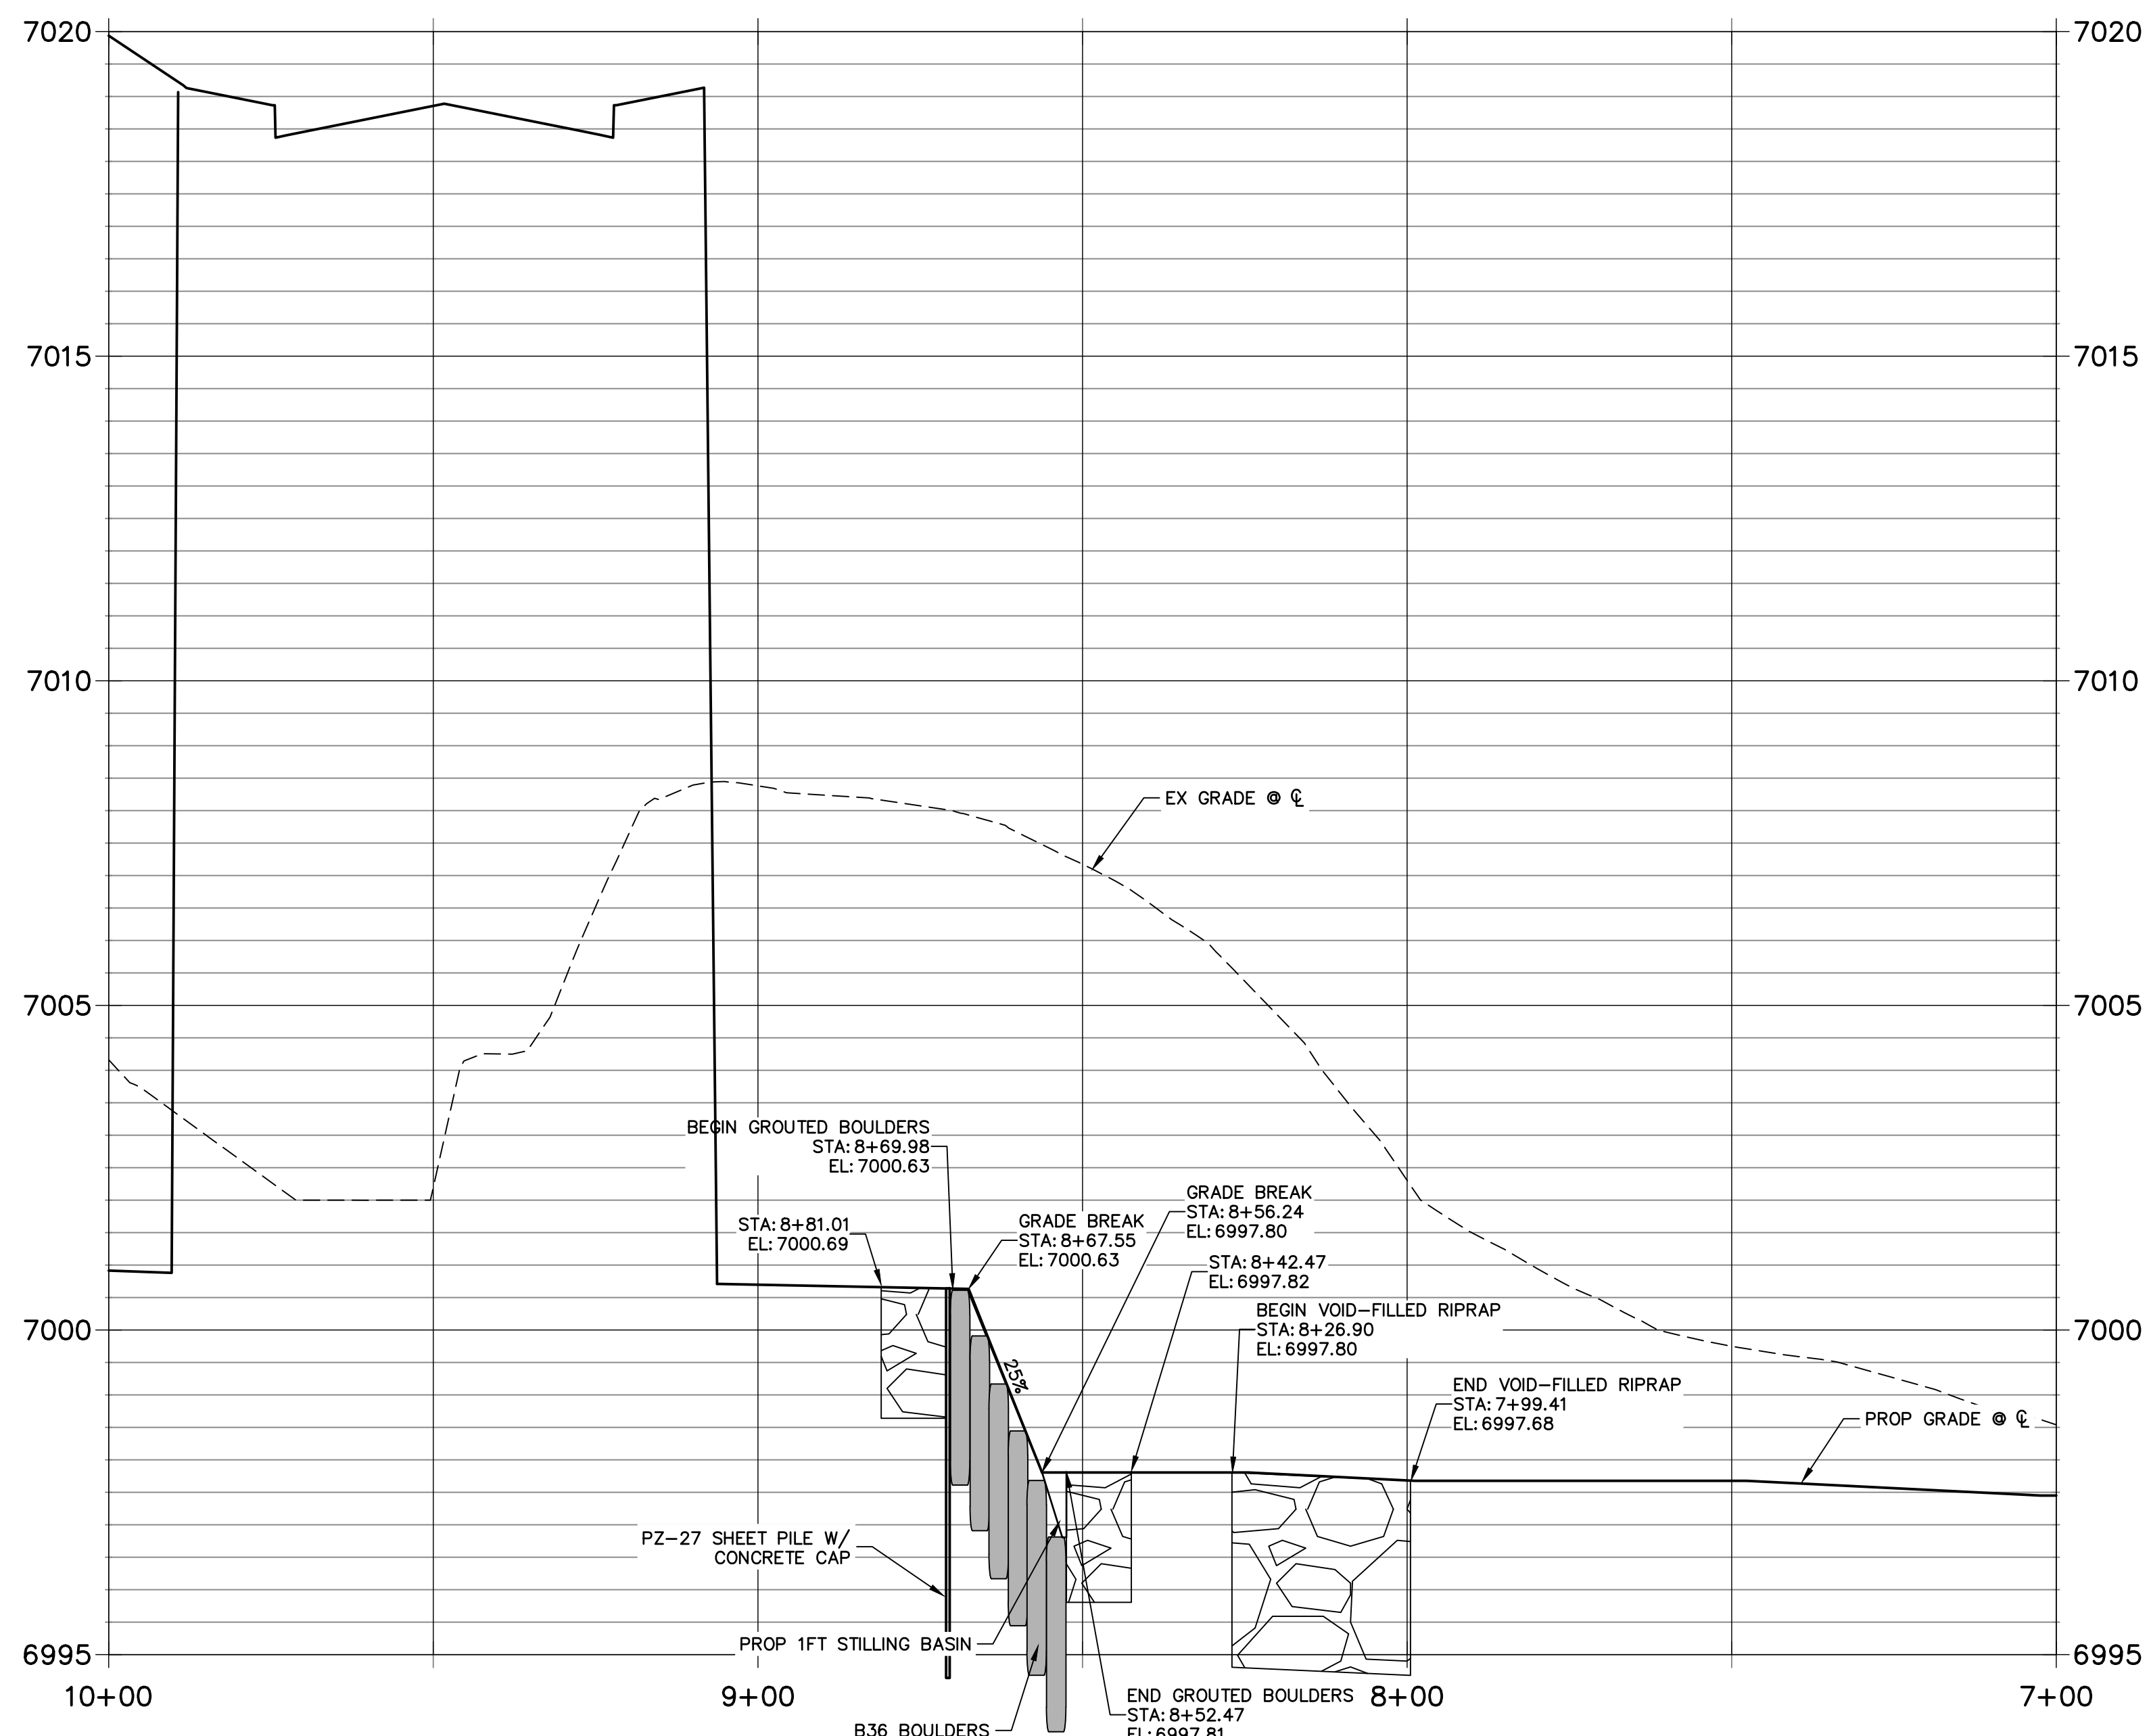 7020
7020
7015
7015
7010
7010
EX GRADE @ ℄
7005
7005
BEGIN GROUTED BOULDERS
STA: 8+69.98
EL: 7000.63
STA: 8+81.01
EL: 7000.69
GRADE BREAK
STA: 8+67.55
EL: 7000.63
GRADE BREAK
STA: 8+56.24
EL: 6997.80
STA: 8+42.47
EL: 6997.82
BEGIN VOID-FILLED RIPRAP
STA: 8+26.90
EL: 6997.80
7000
7000
25%
END VOID-FILLED RIPRAP
STA: 7+99.41
EL: 6997.68
PROP GRADE @ ℄
PZ-27 SHEET PILE W/
CONCRETE CAP
PROP 1FT STILLING BASIN
6995
6995
10+00
9+00
8+00
7+00
END GROUTED BOULDERS
STA: 8+52.47
EL: 6997.81
B36 BOULDERS